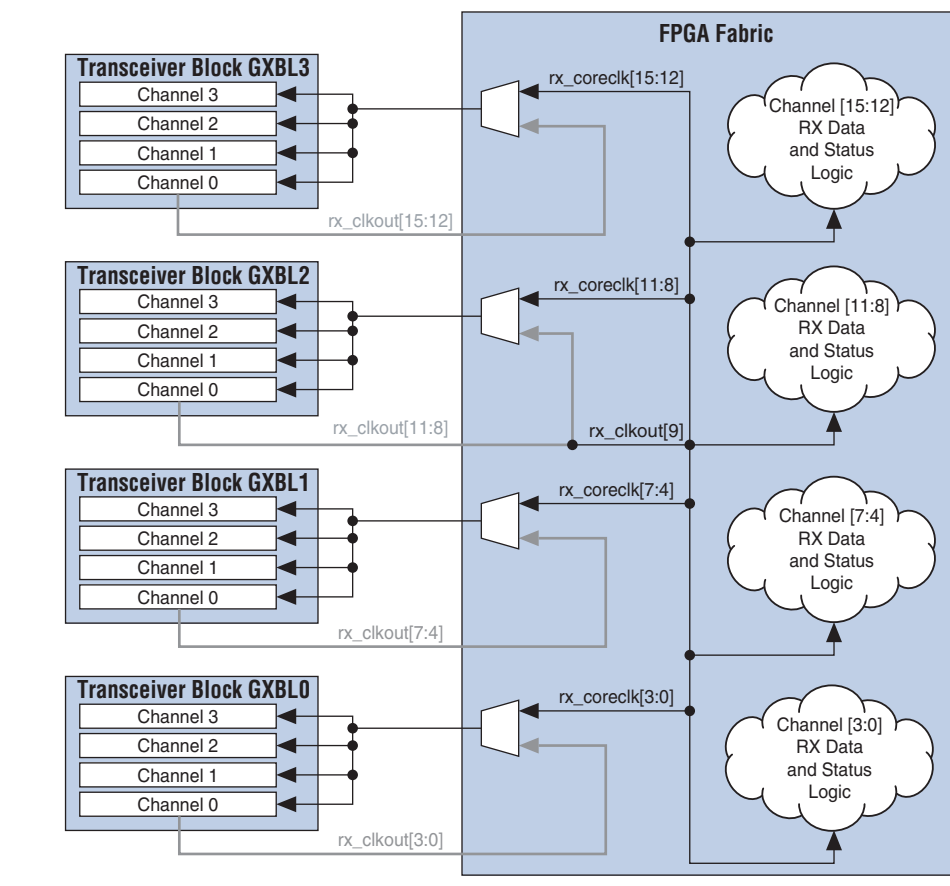 FPGA Fabric
Transceiver Block GXBL3
Channel 3
Channel 2
Channel 1
Channel 0
rx_clkout[15:12]
rx_coreclk[15:12]
Channel [15:12]
RX Data
and Status
Logic
Transceiver Block GXBL2
Channel 3
Channel 2
Channel 1
Channel 0
rx_clkout[11:8]
rx_coreclk[11:8]
rx_clkout[9]
Channel [11:8]
RX Data
and Status
Logic
Transceiver Block GXBL1
Channel 3
Channel 2
Channel 1
Channel 0
rx_clkout[7:4]
rx_coreclk[7:4]
Channel [7:4]
RX Data
and Status
Logic
Transceiver Block GXBL0
Channel 3
Channel 2
Channel 1
Channel 0
rx_clkout[3:0]
rx_coreclk[3:0]
Channel [3:0]
RX Data
and Status
Logic